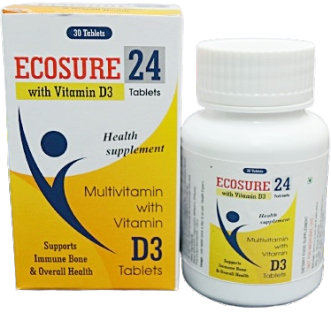 30 Tablets
ECOSURE 24
with Vitamin D3 Tablets
Health
supplement
Multivitamin
with
Vitamin
D3
Tablets
Supports
Immune Bone
& Overall Health
30 Tablets
ECOSURE 24
with Vitamin D3 Tablets
Health
supplement
Multivitamin
with
Vitamin
D3
Tablets
Supports
Immune Bone
& Overall Health